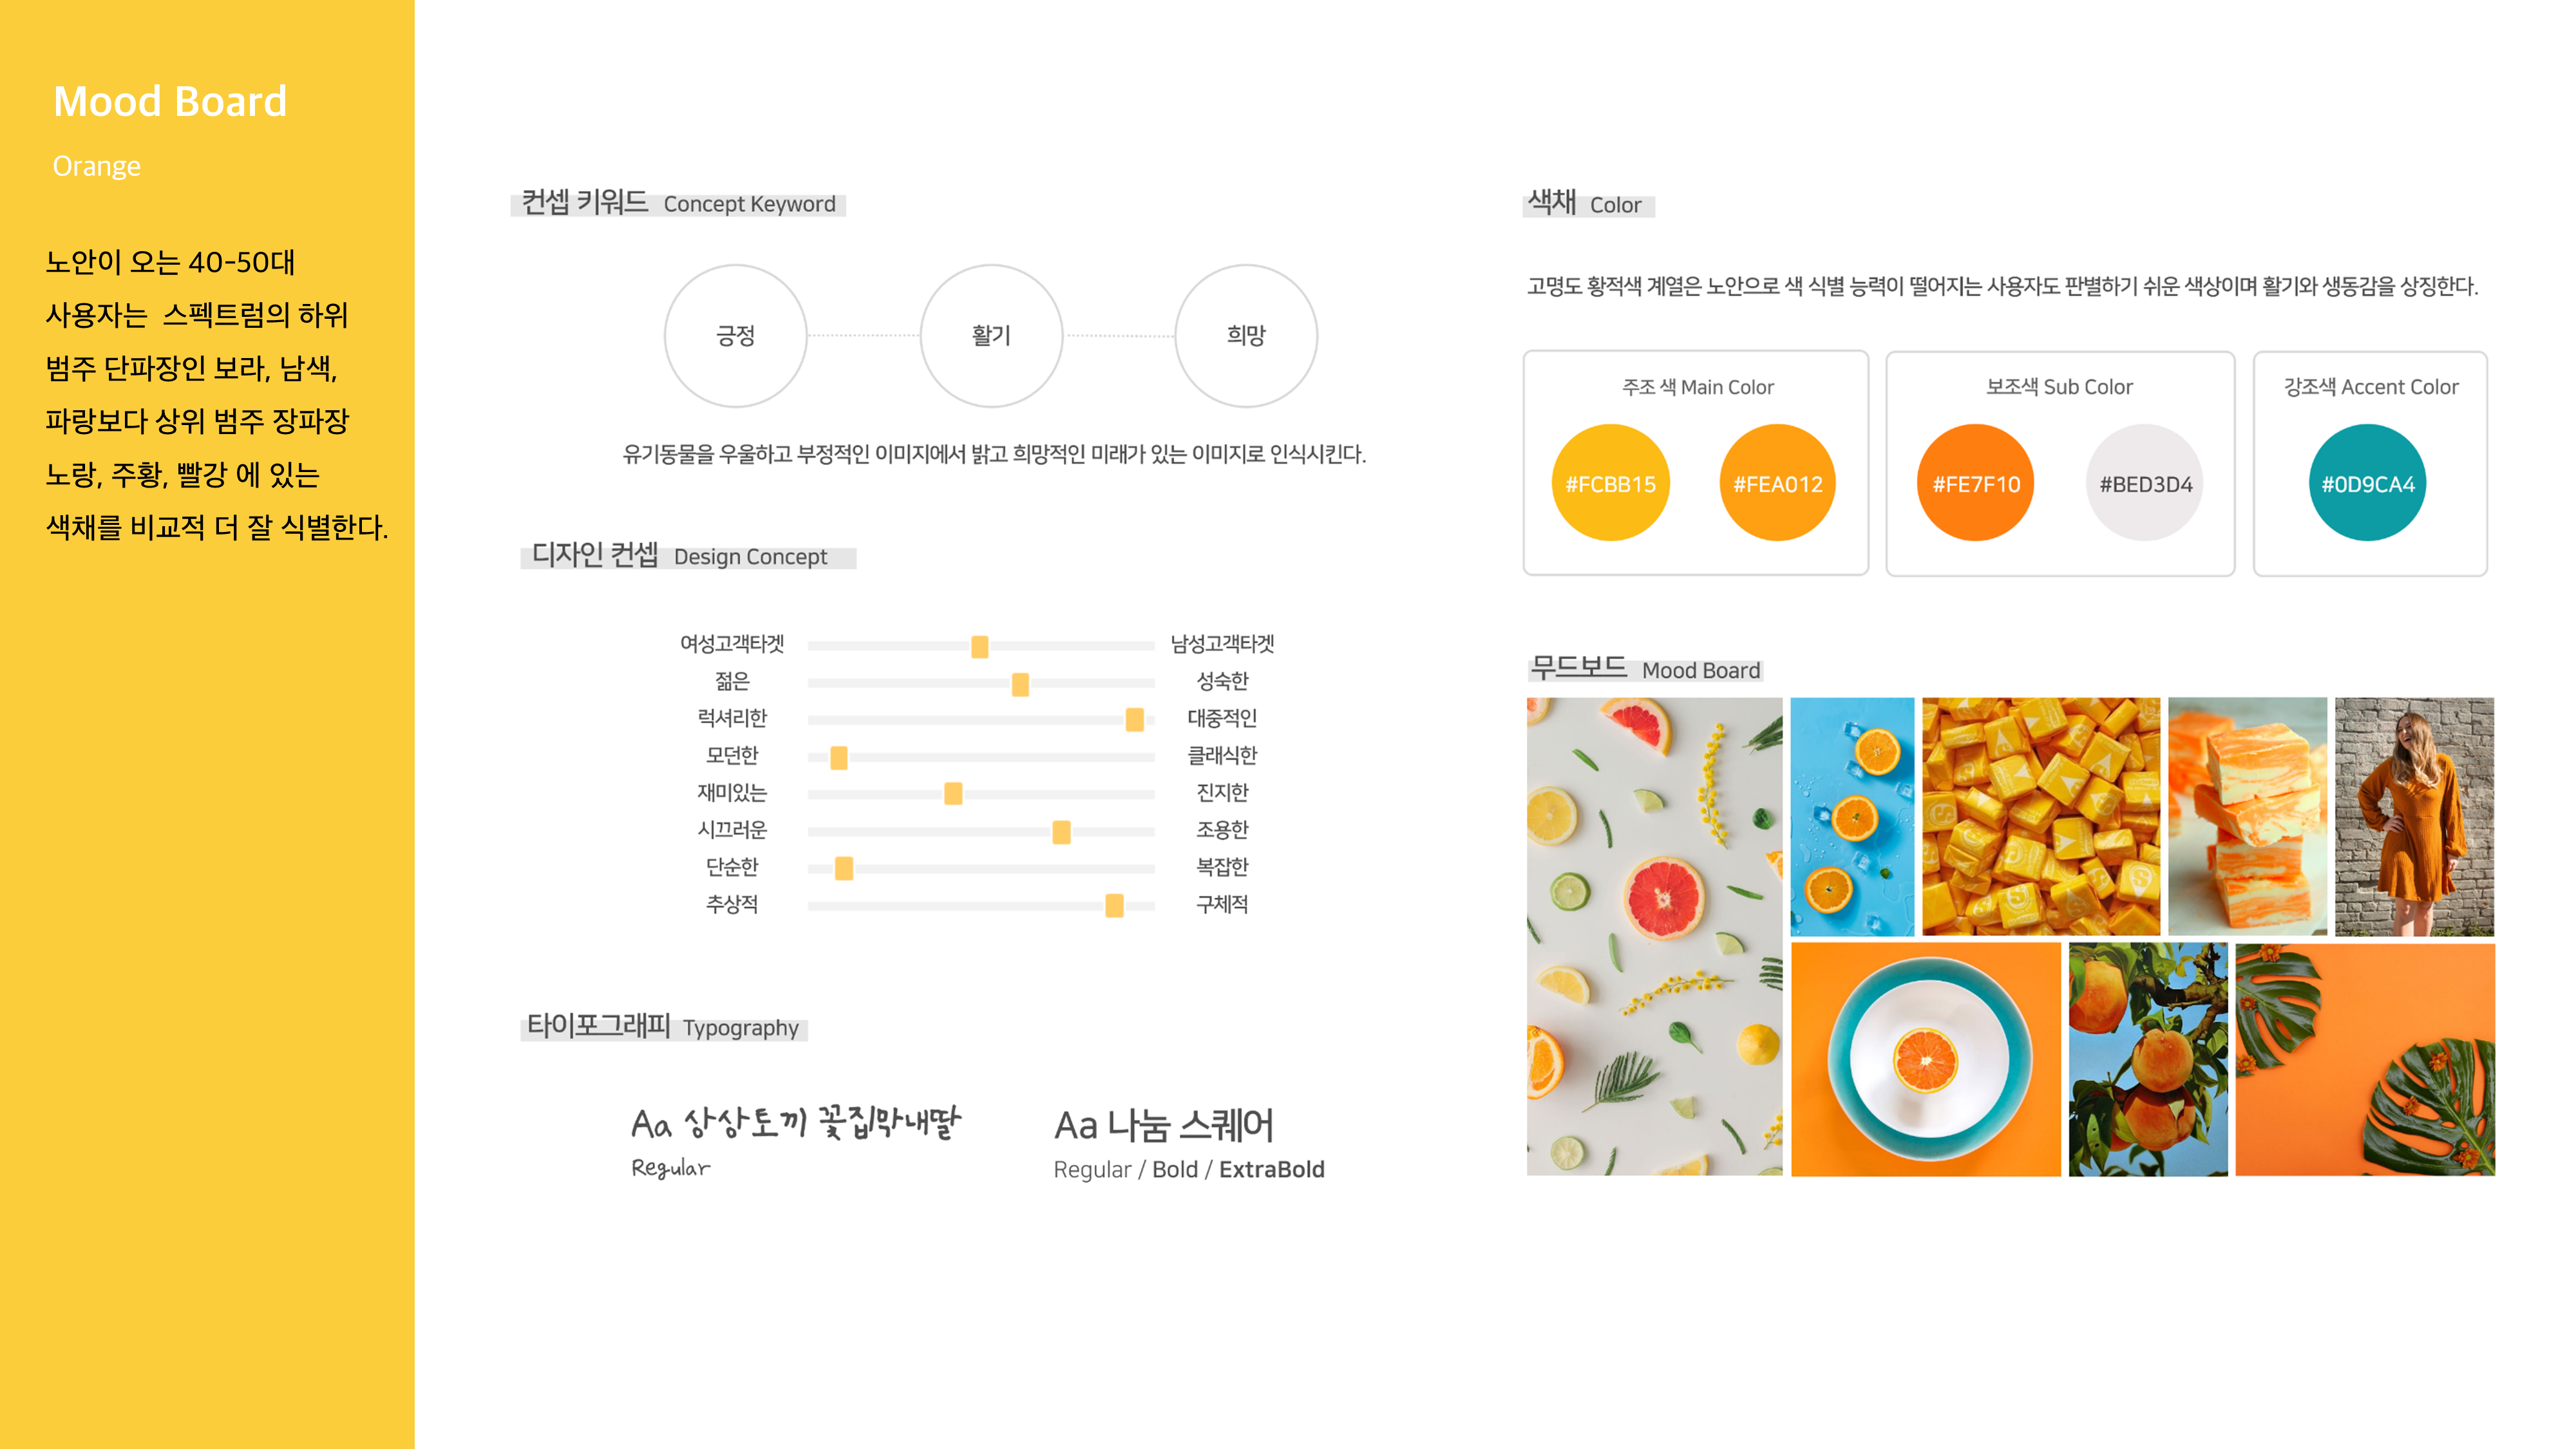 Mood Board
Orange
노안이 오는 40-50대
사용자는 스펙트럼의 하위
범주 단파장인 보라, 남색,
파랑보다 상위 범주 장파장
노랑, 주황, 빨강 에 있는
색채를 비교적 더 잘 식별한다.
컨셉 키워드 Concept Keyword
긍정
활기
희망
유기동물을 우울하고 부정적인 이미지에서 밝고 희망적인 미래가 있는 이미지로 인식시킨다.
디자인 컨셉 Design Concept
여성고객타겟 남성고객타겟
젊은 성숙한
럭셔리한 대중적인
모던한 클래식한
재미있는 진지한
시끄러운 조용한
단순한 복잡한
추상적 구체적
타이포그래피 Typography
Aa 상상토끼 꽃집막내딸
Regular
Aa 나눔 스퀘어
Regular / Bold / ExtraBold
색채 Color
고명도 황적색 계열은 노안으로 색 식별 능력이 떨어지는 사용자도 판별하기 쉬운 색상이며 활기와 생동감을 상징한다.
주조 색 Main Color
#FCBB15 #FEA012
보조색 Sub Color
#FE7F10 #BED3D4
강조색 Accent Color
#0D9CA4
무드보드 Mood Board